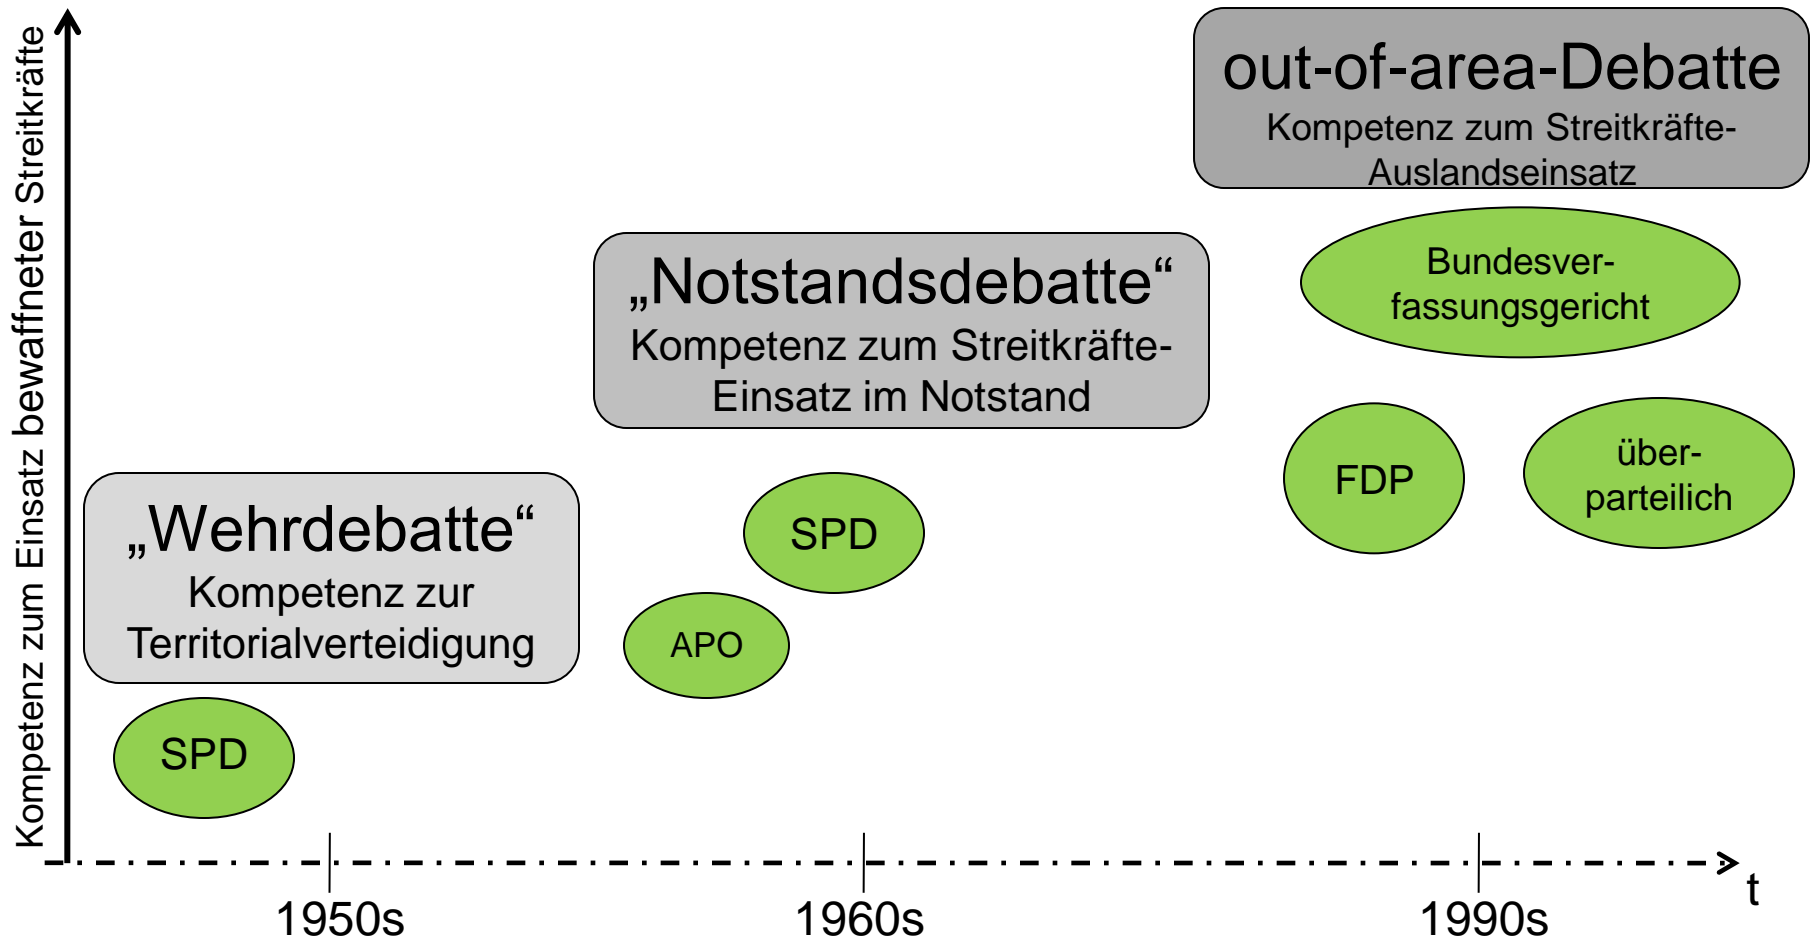 Kompetenz zum Einsatz bewaffneter Streitkräfte
out-of-area-Debatte
Kompetenz zum Streitkräfte-
Auslandseinsatz
Bundesver-
fassungsgericht
FDP
über-
parteilich
„Notstandsdebatte“
Kompetenz zum Streitkräfte-
Einsatz im Notstand
SPD
APO
„Wehrdebatte“
Kompetenz zur
Territorialverteidigung
SPD
1950s
1960s
1990s
t